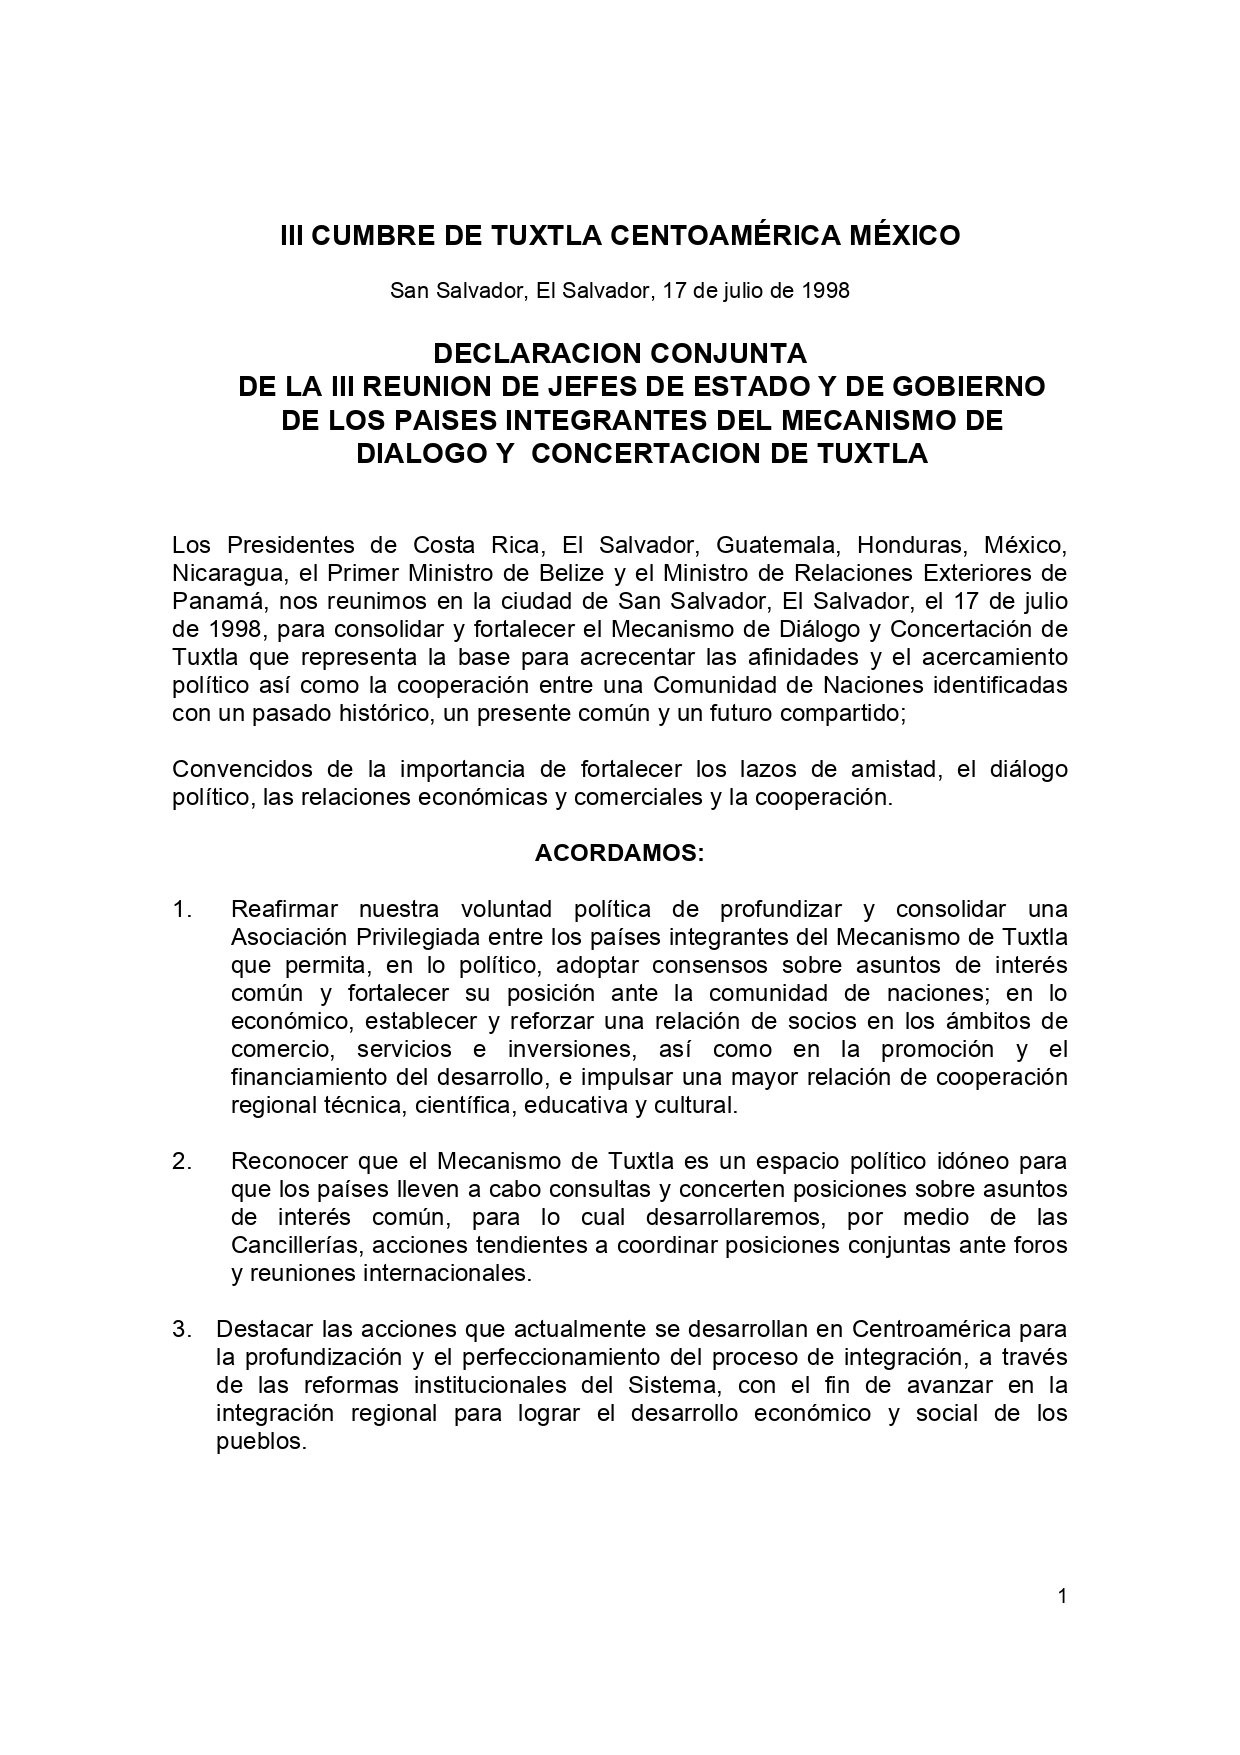 III CUMBRE DE TUXTLA CENTOAMÉRICA MÉXICO
San Salvador, El Salvador, 17 de julio de 1998
DECLARACION CONJUNTA
DE LA III REUNION DE JEFES DE ESTADO Y DE GOBIERNO
DE LOS PAISES INTEGRANTES DEL MECANISMO DE
DIALOGO Y  CONCERTACION DE TUXTLA
Los Presidentes de Costa Rica, El Salvador, Guatemala, Honduras, México,
Nicaragua, el Primer Ministro de Belize y el Ministro de Relaciones Exteriores de
Panamá, nos reunimos en la ciudad de San Salvador, El Salvador, el 17 de julio
de 1998, para consolidar y fortalecer el Mecanismo de Diálogo y Concertación de
Tuxtla que representa la base para acrecentar las afinidades y el acercamiento
político así como la cooperación entre una Comunidad de Naciones identificadas
con un pasado histórico, un presente común y un futuro compartido;
Convencidos de la importancia de fortalecer los lazos de amistad, el diálogo
político, las relaciones económicas y comerciales y la cooperación.
ACORDAMOS:
1. Reafirmar nuestra voluntad política de profundizar y consolidar una
Asociación Privilegiada entre los países integrantes del Mecanismo de Tuxtla
que permita, en lo político, adoptar consensos sobre asuntos de interés
común y fortalecer su posición ante la comunidad de naciones; en lo
económico, establecer y reforzar una relación de socios en los ámbitos de
comercio, servicios e inversiones, así como en la promoción y el
financiamiento del desarrollo, e impulsar una mayor relación de cooperación
regional técnica, científica, educativa y cultural.
2. Reconocer que el Mecanismo de Tuxtla es un espacio político idóneo para
que los países lleven a cabo consultas y concerten posiciones sobre asuntos
de interés común, para lo cual desarrollaremos, por medio de las
Cancillerías, acciones tendientes a coordinar posiciones conjuntas ante foros
y reuniones internacionales.
3. Destacar las acciones que actualmente se desarrollan en Centroamérica para
la profundización y el perfeccionamiento del proceso de integración, a través
de las reformas institucionales del Sistema, con el fin de avanzar en la
integración regional para lograr el desarrollo económico y social de los
pueblos.
1